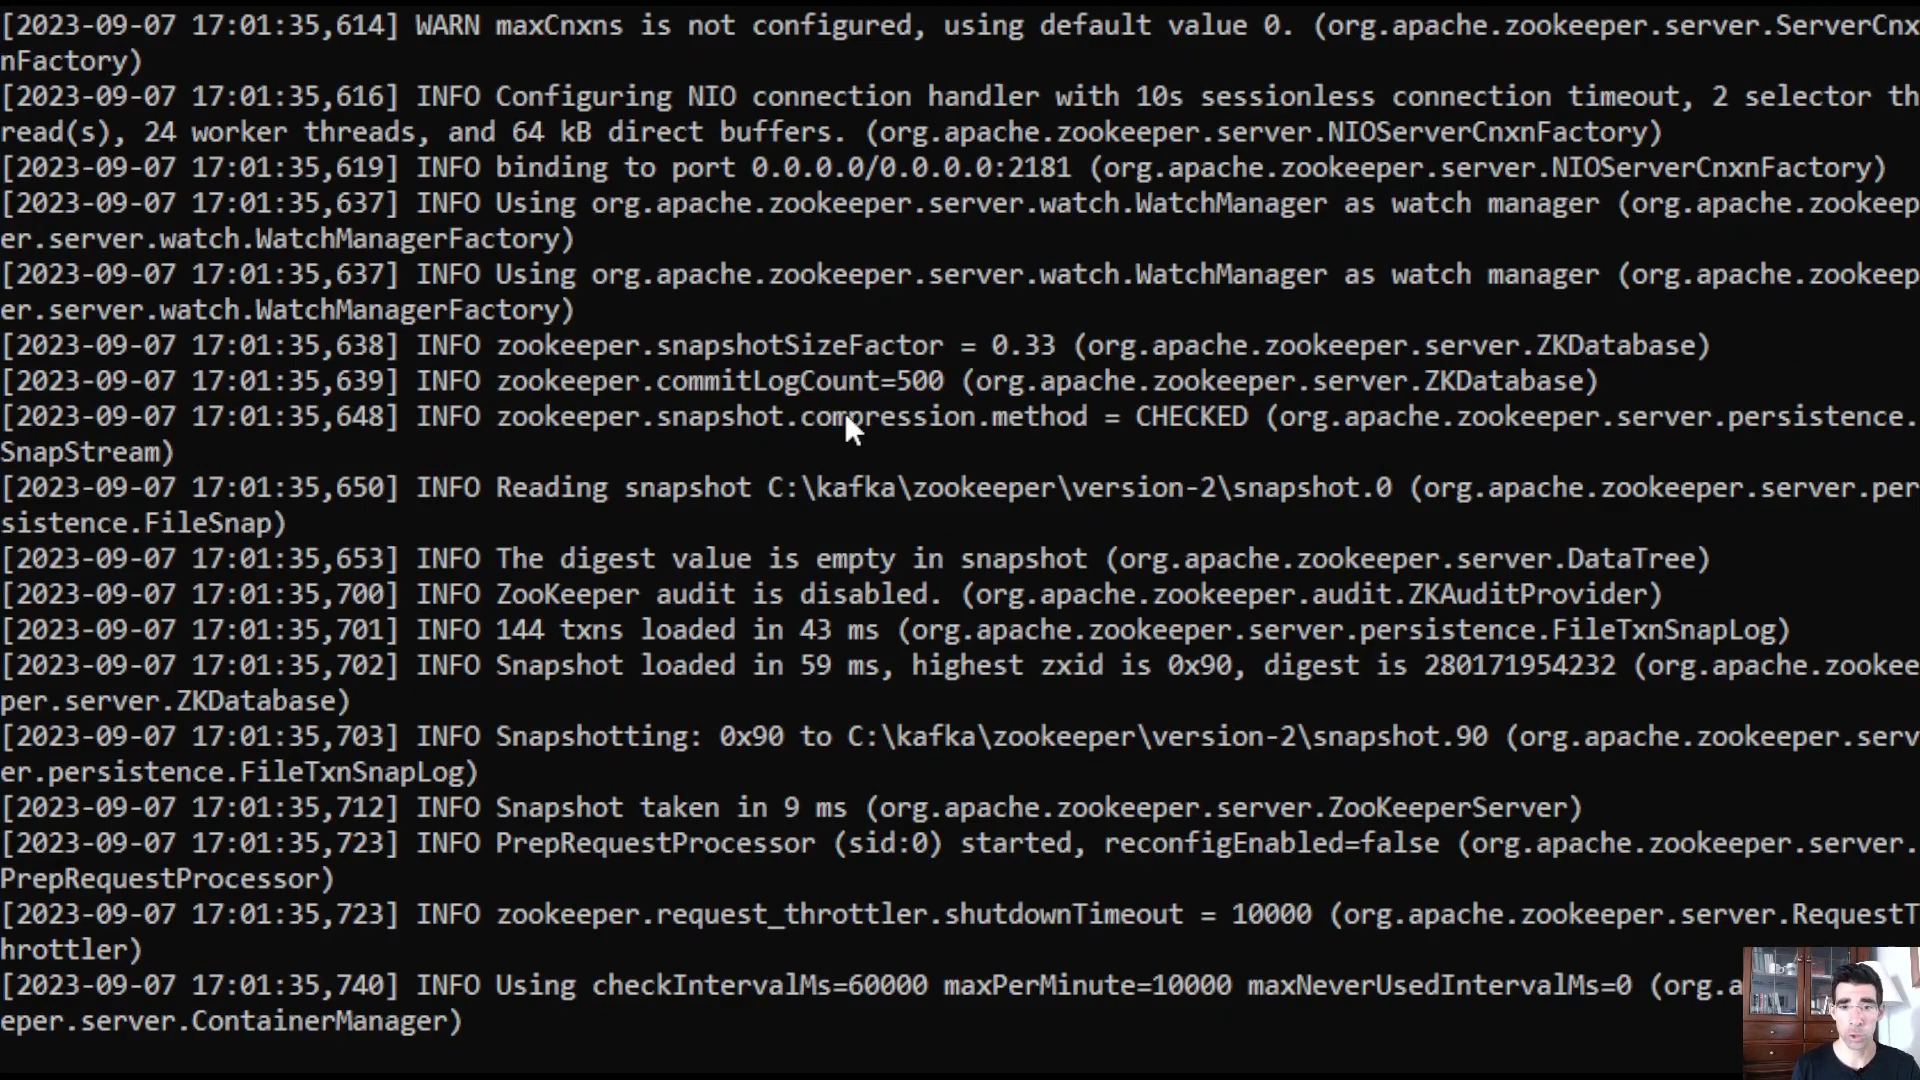 [2023-09-07 17:01:35,614] WARN maxCnxns is not configured, using default value 0. (org.apache.zookeeper.server.ServerCnx
nFactory)
[2023-09-07 17:01:35,616] INFO Configuring NIO connection handler with 10s sessionless connection timeout, 2 selector th
read(s), 24 worker threads, and 64 kB direct buffers. (org.apache.zookeeper.server.NIOServerCnxnFactory)
[2023-09-07 17:01:35,619] INFO binding to port 0.0.0.0/0.0.0.0:2181 (org.apache.zookeeper.server.NIOServerCnxnFactory)
[2023-09-07 17:01:35,637] INFO Using org.apache.zookeeper.server.watch.WatchManager as watch manager (org.apache.zookeep
er.server.watch.WatchManagerFactory)
[2023-09-07 17:01:35,637] INFO Using org.apache.zookeeper.server.watch.WatchManager as watch manager (org.apache.zookeep
er.server.watch.WatchManagerFactory)
[2023-09-07 17:01:35,638] INFO zookeeper.snapshotSizeFactor = 0.33 (org.apache.zookeeper.server.ZKDatabase)
[2023-09-07 17:01:35,639] INFO zookeeper.commitLogCount=500 (org.apache.zookeeper.server.ZKDatabase)
[2023-09-07 17:01:35,648] INFO zookeeper.snapshot.compression.method = CHECKED (org.apache.zookeeper.server.persistence.
SnapStream)
[2023-09-07 17:01:35,650] INFO Reading snapshot C:\kafka\zookeeper\version-2\snapshot.0 (org.apache.zookeeper.server.per
sistence.FileSnap)
[2023-09-07 17:01:35,653] INFO The digest value is empty in snapshot (org.apache.zookeeper.server.DataTree)
[2023-09-07 17:01:35,700] INFO ZooKeeper audit is disabled. (org.apache.zookeeper.audit.ZKAuditProvider)
[2023-09-07 17:01:35,701] INFO 144 txns loaded in 43 ms (org.apache.zookeeper.server.persistence.FileTxnSnapLog)
[2023-09-07 17:01:35,702] INFO Snapshot loaded in 59 ms, highest zxid is 0x90, digest is 280171954232 (org.apache.zookee
per.server.ZKDatabase)
[2023-09-07 17:01:35,703] INFO Snapshotting: 0x90 to C:\kafka\zookeeper\version-2\snapshot.90 (org.apache.zookeeper.serv
er.persistence.FileTxnSnapLog)
[2023-09-07 17:01:35,712] INFO Snapshot taken in 9 ms (org.apache.zookeeper.server.ZooKeeperServer)
[2023-09-07 17:01:35,723] INFO PrepRequestProcessor (sid:0) started, reconfigEnabled=false (org.apache.zookeeper.server.
PrepRequestProcessor)
[2023-09-07 17:01:35,723] INFO zookeeper.request_throttler.shutdownTimeout = 10000 (org.apache.zookeeper.server.RequestT
hrottler)
[2023-09-07 17:01:35,740] INFO Using checkIntervalMs=60000 maxPerMinute=10000 maxNeverUsedIntervalMs=0 (org.a
eper.server.ContainerManager)